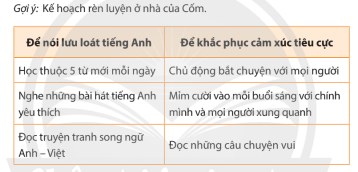 Gợi ý: Kế hoạch rèn luyện ở nhà của Cốm.
Để nói lưu loát tiếng Anh
Để khắc phục cảm xúc tiêu cực
Học thuộc 5 từ mới mỗi ngày
Chủ động bắt chuyện với mọi người
Nghe những bài hát tiếng Anh
yêu thích
Mỉm cười vào mỗi buổi sáng với chính
mình và mọi người xung quanh
Đọc truyện tranh song ngữ
Anh – Việt
Đọc những câu chuyện vui